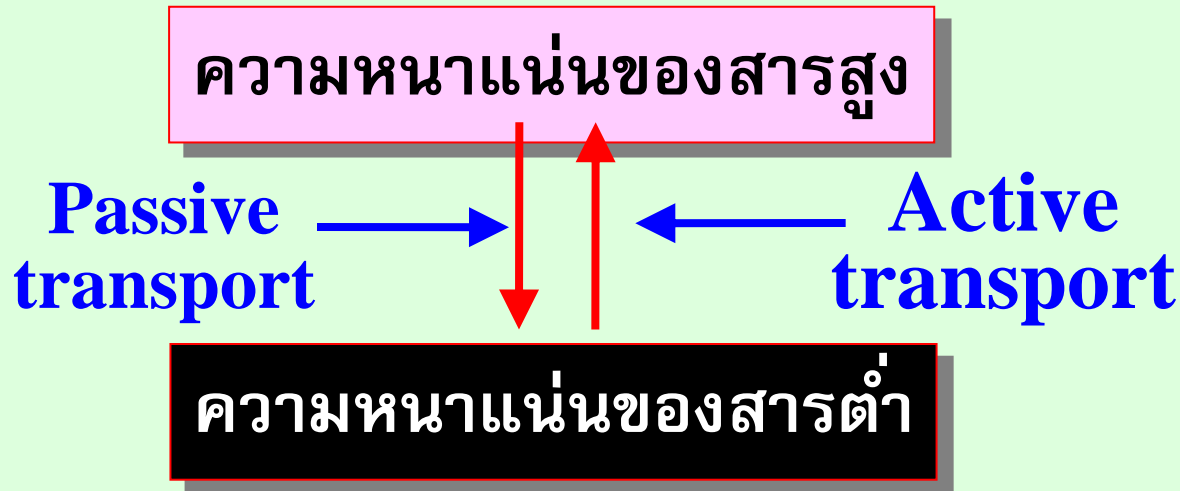 ความหนาแน่นของสารสูง
Passive
transport
Active
transport
ความหนาแน่นของสารต่ำ